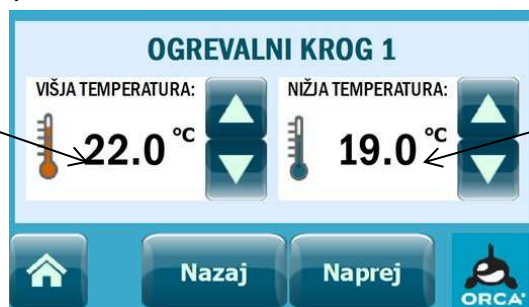 OGREVALNI KROG 1
VIŠJA TEMPERATURA: NIŽJA TEMPERATURA:
22.0 °C 19.0 °C
Nazaj Naprej
ORCA